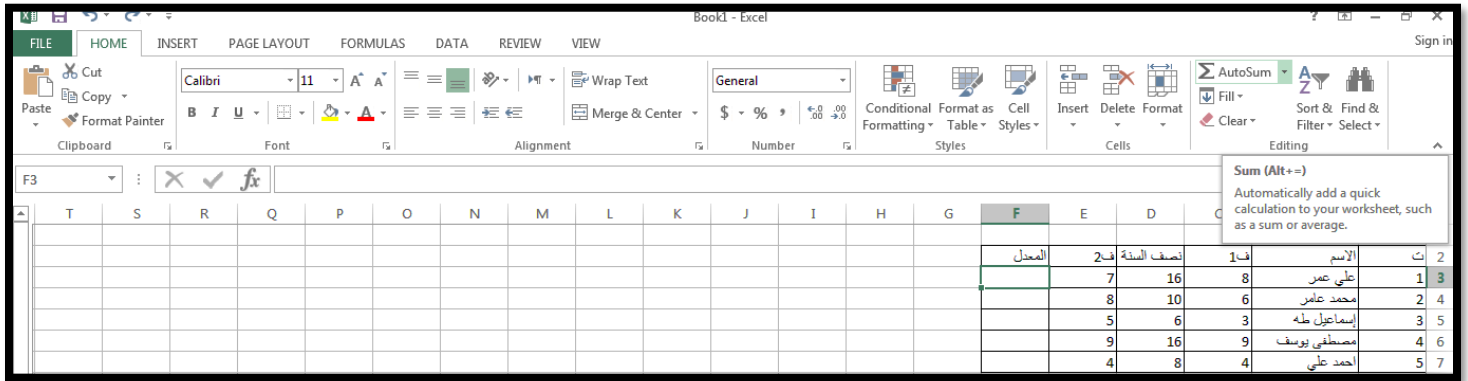 Book1 - Excel
FILE HOME INSERT PAGE LAYOUT FORMULAS DATA REVIEW VIEW Sign in
Cut Calibri 11 Wrap Text General AutoSum
Copy Fill
Paste Format Painter B I U Merge & Center $ % Conditional Formatting Format as Table Cell Styles Insert Delete Format Clear Sort & Filter Find & Select
Clipboard Font Alignment Number Styles Cells Editing
F3 fx
Sum (Alt+=)
Automatically add a quick
calculation to your worksheet, such
as a sum or average.
T S R Q P O N M L K J I H G F E D
2 ت الاسم ف1 نصف السنة ف2 المعدل
3 1 علي عمر 8 16 7
4 2 محمد عامر 6 10 8
5 3 إسماعيل طه 3 6 5
6 4 مصطفى يوسف 9 16 9
7 5 احمد علي 4 8 4